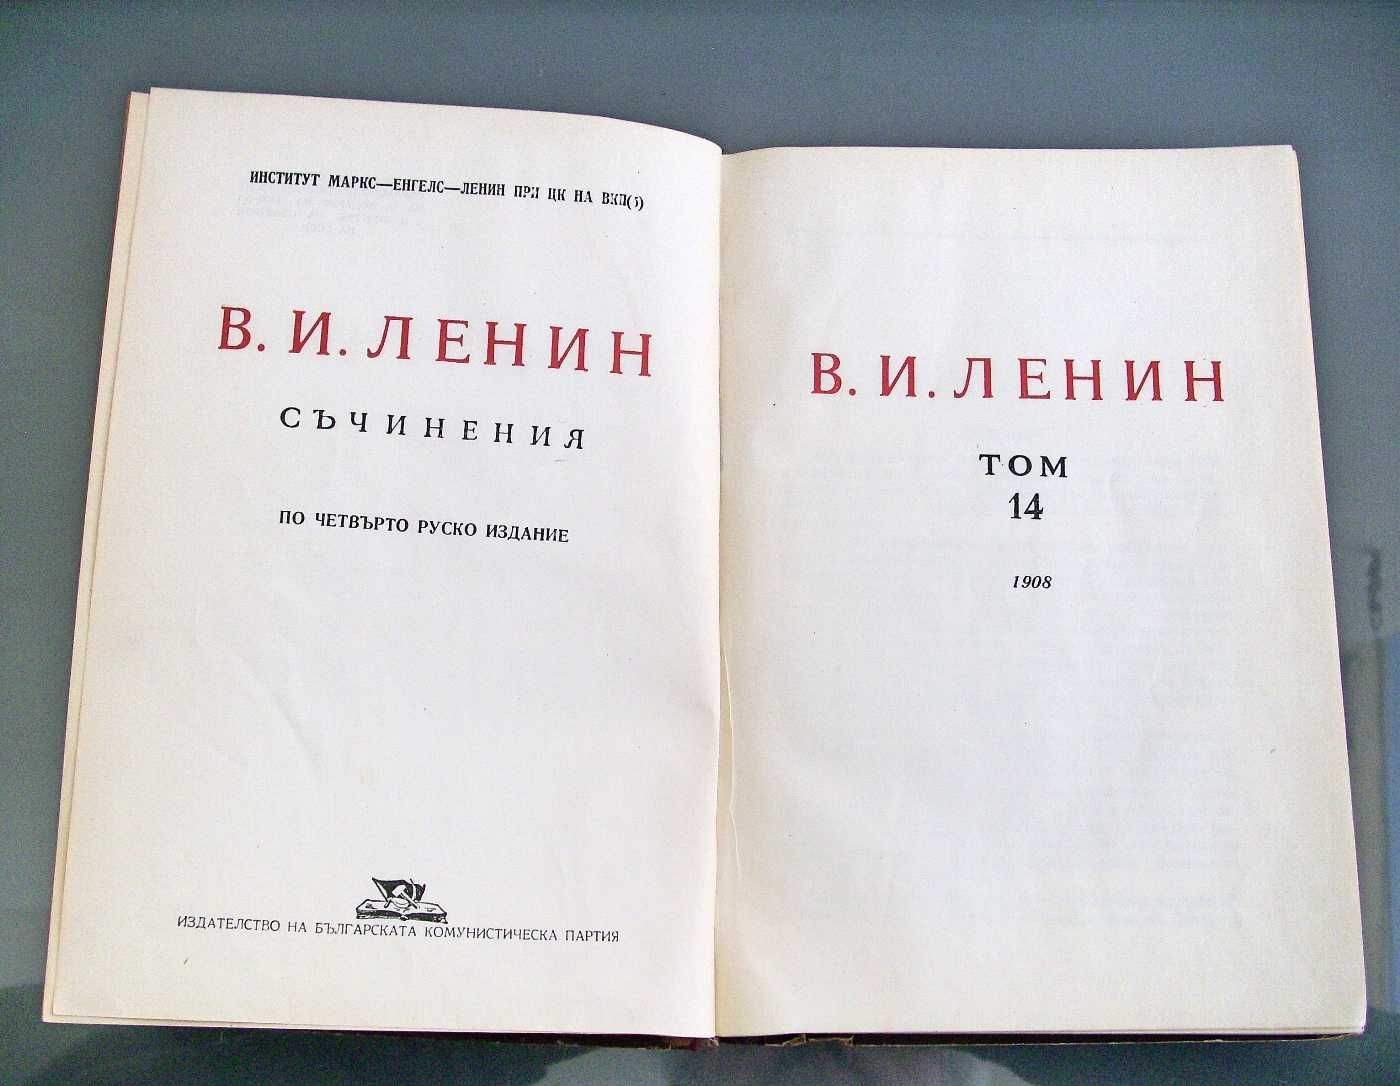 ИНСТИТУТ МАРКС—ЕНГЕЛС—ЛЕНИН ПРИ ЦК НА ВКП(б)
В. И. ЛЕНИН
СЪЧИНЕНИЯ
ПО ЧЕТВЪРТО РУСКО ИЗДАНИЕ
ИЗДАТЕЛСТВО НА БЪЛГАРСКАТА КОМУНИСТИЧЕСКА ПАРТИЯ
В. И. ЛЕНИН
ТОМ
14
1908